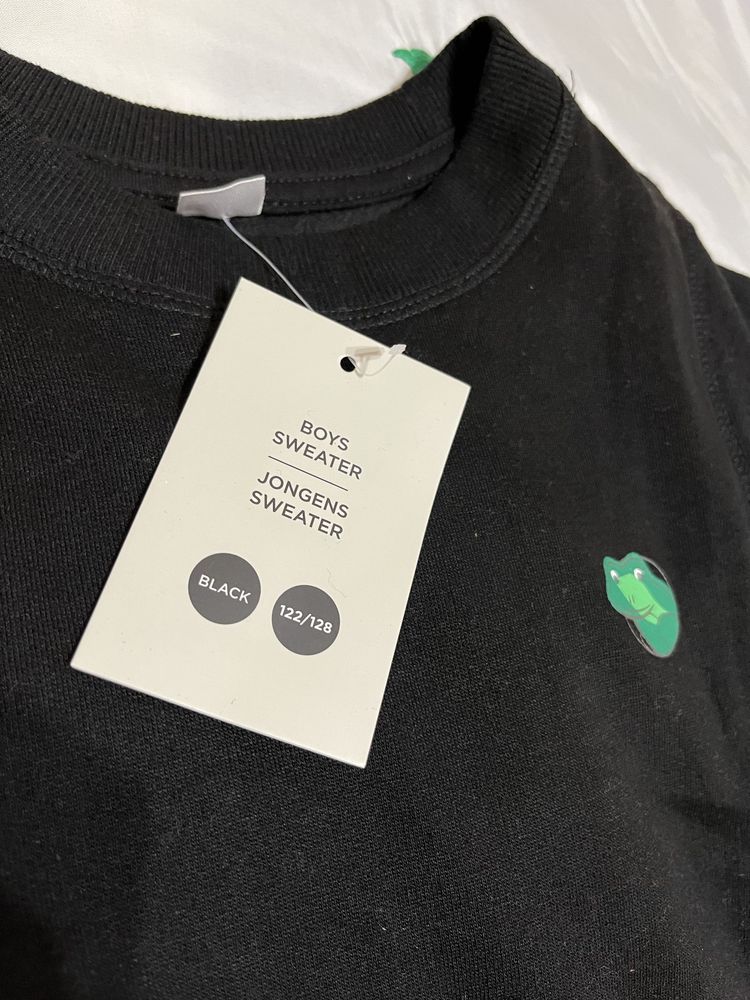 BOYS
SWEATER
JONGENS
SWEATER
BLACK
122/128